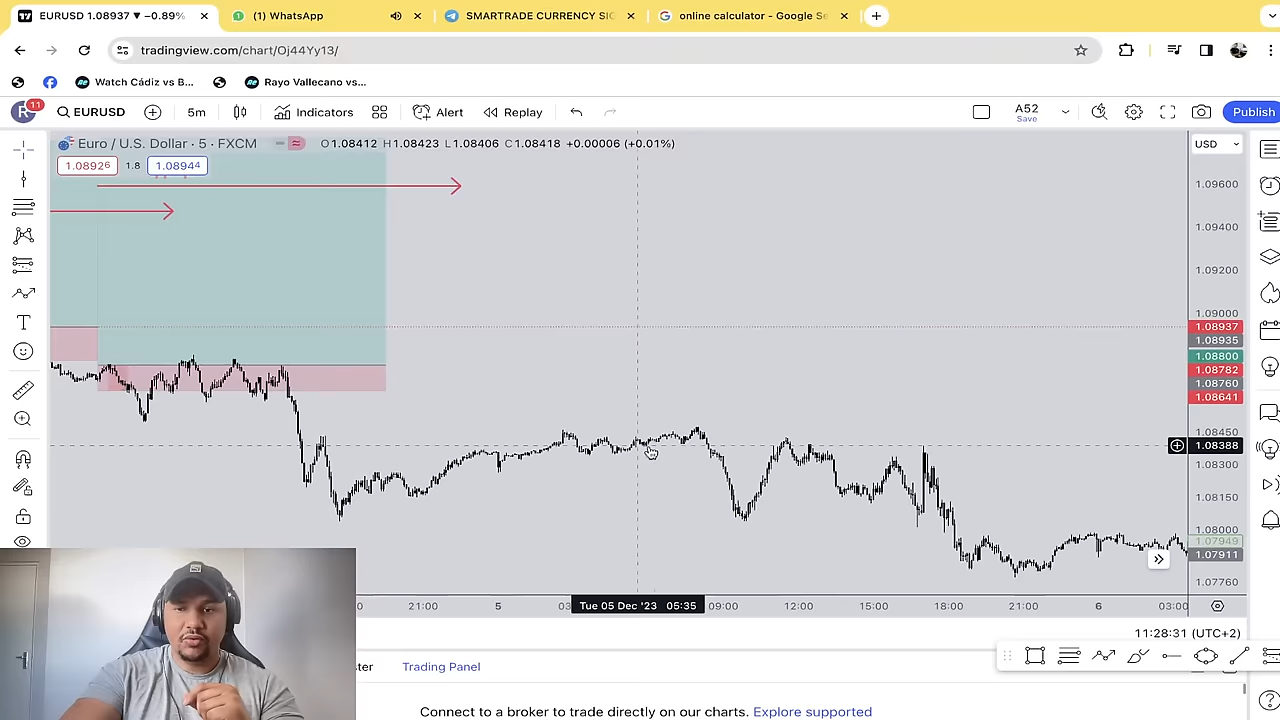 EURUSD 1.08937 ▼ −0.89%
(1) WhatsApp
SMARTRADE CURRENCY SIG
online calculator - Google Se
tradingview.com/chart/Oj44Yy13/
Watch Cádiz vs B...
Rayo Vallecano vs...
R
11
EURUSD
5m
Indicators
Alert
Replay
A52
Save
Publish
Euro / U.S. Dollar · 5 · FXCM
O1.08412 H1.08423 L1.08406 C1.08418 +0.00006 (+0.01%)
USD
1.08926
1.8
1.08944
1.09600
1.09400
1.09200
1.09000
1.08937
1.08935
1.08800
1.08782
1.08760
1.08641
1.08450
1.08388
1.08300
1.08150
1.08000
1.07949
1.07911
1.07760
21:00
5
Tue 05 Dec '23 05:35
09:00
12:00
15:00
18:00
21:00
6
03:00
11:28:31 (UTC+2)
Trading Panel
Connect to a broker to trade directly on our charts. Explore supported